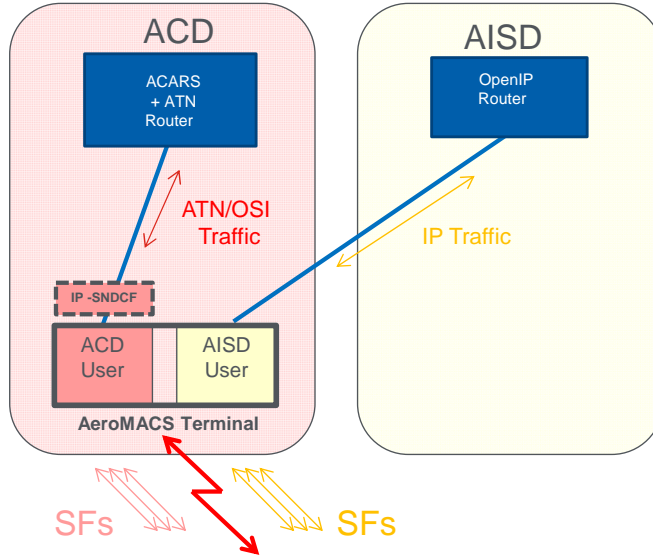 ACD
AISD
ACARS
+ ATN
Router
OpenIP
Router
ATN/OSI
Traffic
IP Traffic
IP -SNDCF
ACD
User
AISD
User
AeroMACS Terminal
SFs
SFs